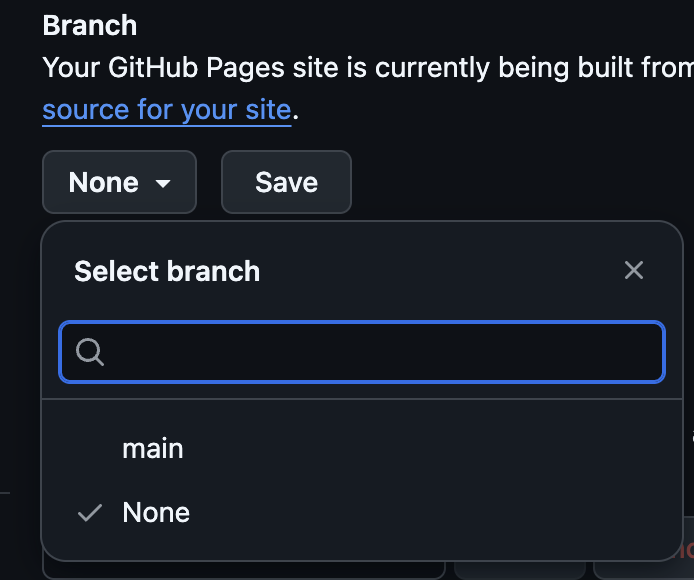 Branch
Your GitHub Pages site is currently being built from
source for your site.
None
Save
Select branch
main
None